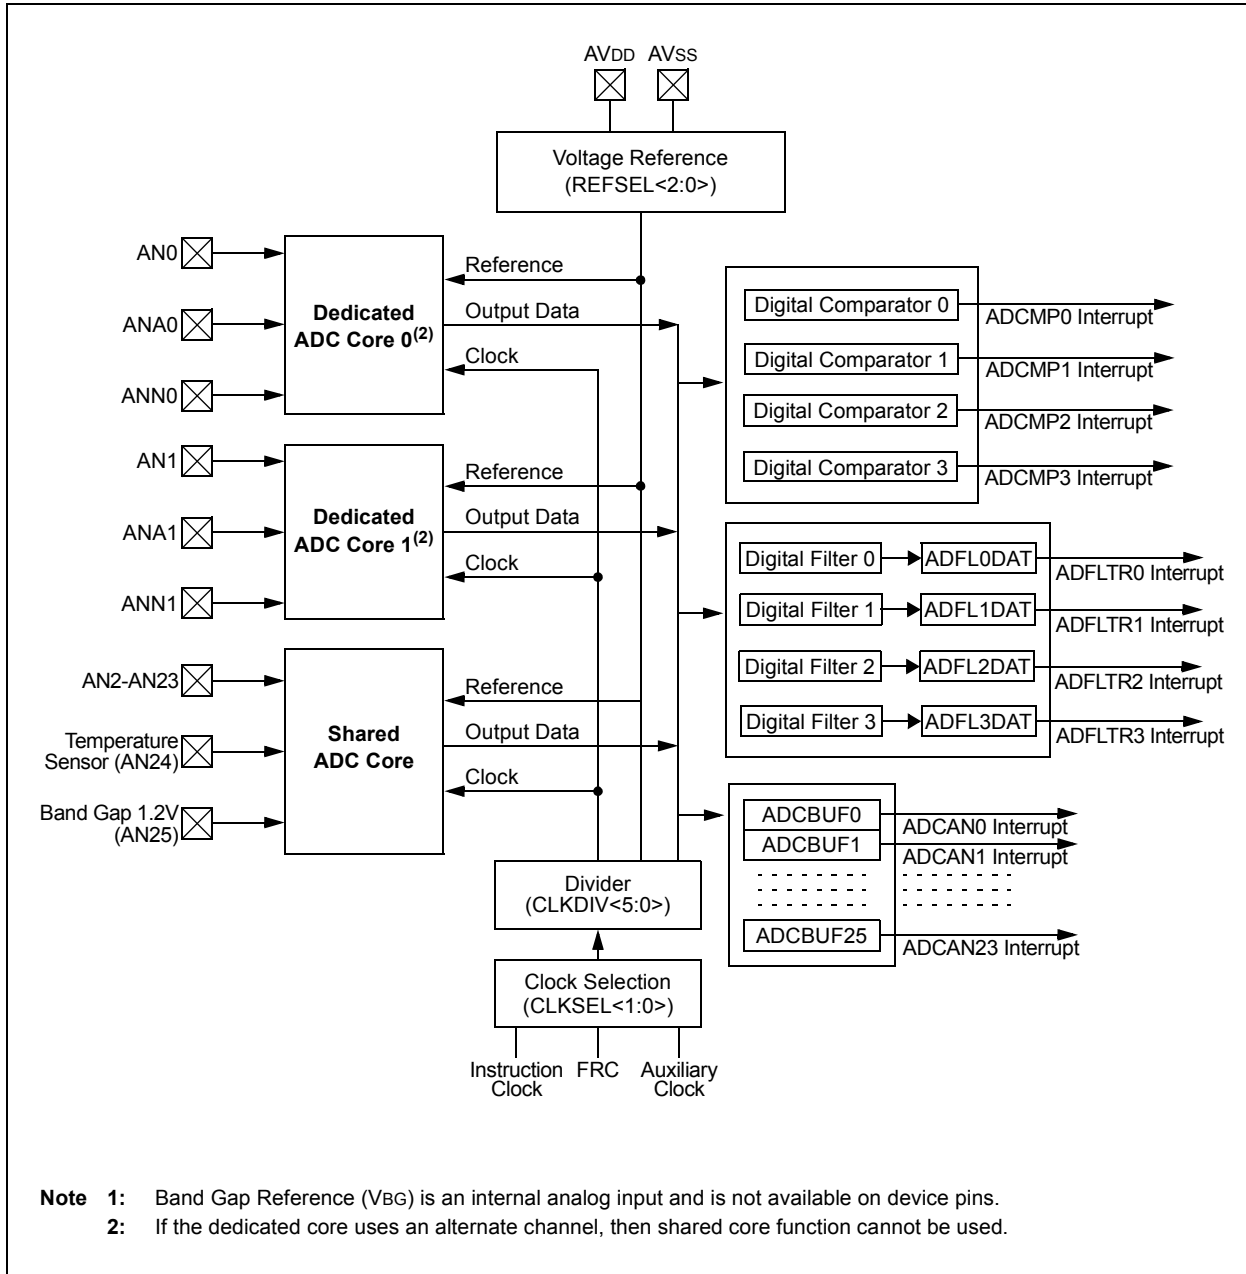 AVDD AVSS
Voltage Reference
(REFSEL<2:0>)
AN0
ANA0
ANN0
Dedicated
ADC Core 0(2)
Reference
Output Data
Clock
AN1
ANA1
ANN1
Dedicated
ADC Core 1(2)
Reference
Output Data
Clock
AN2-AN23
Temperature
Sensor (AN24)
Band Gap 1.2V
(AN25)
Shared
ADC Core
Reference
Output Data
Clock
Digital Comparator 0
ADCMP0 Interrupt
Digital Comparator 1
ADCMP1 Interrupt
Digital Comparator 2
ADCMP2 Interrupt
Digital Comparator 3
ADCMP3 Interrupt
Digital Filter 0 ADFL0DAT
ADFLTR0 Interrupt
Digital Filter 1 ADFL1DAT
ADFLTR1 Interrupt
Digital Filter 2 ADFL2DAT
ADFLTR2 Interrupt
Digital Filter 3 ADFL3DAT
ADFLTR3 Interrupt
ADCBUF0
ADCAN0 Interrupt
ADCBUF1
ADCAN1 Interrupt
ADCBUF25
ADCAN23 Interrupt
Divider
(CLKDIV<5:0>)
Clock Selection
(CLKSEL<1:0>)
Instruction
Clock
FRC
Auxiliary
Clock
Note 1: Band Gap Reference (VBG) is an internal analog input and is not available on device pins.
2: If the dedicated core uses an alternate channel, then shared core function cannot be used.